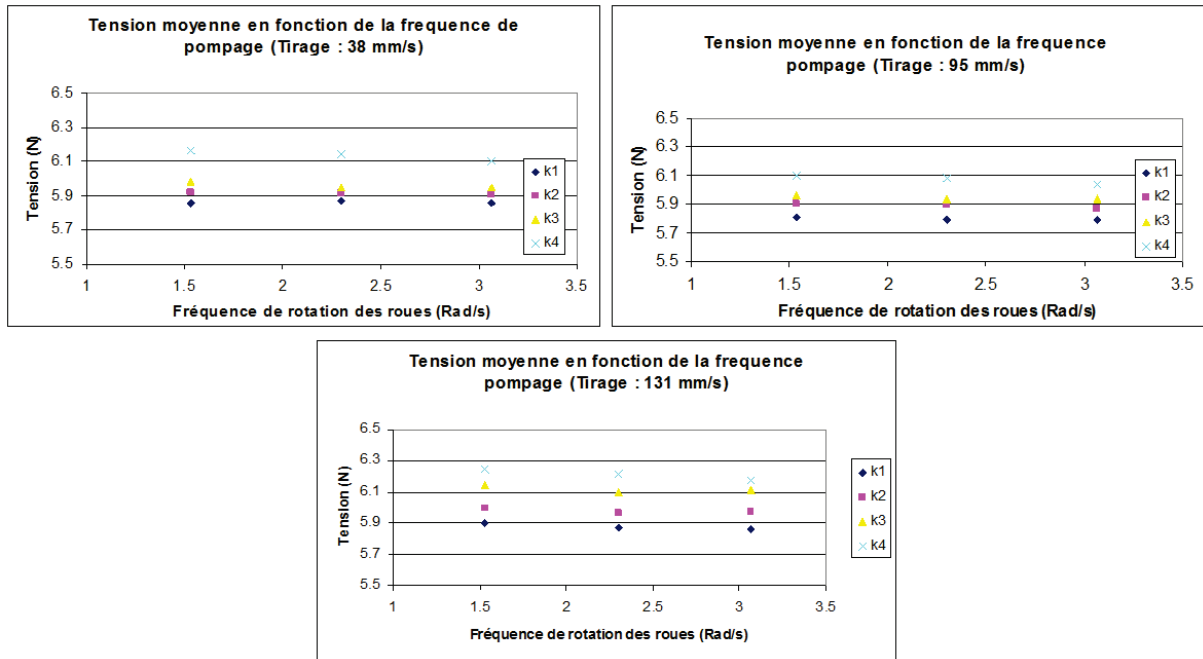 Tension moyenne en fonction de la frequence de
pompage (Tirage : 38 mm/s)
6.5
6.3
6.1
5.9
5.7
5.5
Tension (N)
1
1.5
2
2.5
3
3.5
Fréquence de rotation des roues (Rad/s)
k1
k2
k3
k4
Tension moyenne en fonction de la frequence
pompage (Tirage : 95 mm/s)
6.5
6.3
6.1
5.9
5.7
5.5
Tension (N)
1
1.5
2
2.5
3
3.5
Fréquence de rotation des roues (Rad/s)
k1
k2
k3
k4
Tension moyenne en fonction de la frequence
pompage (Tirage : 131 mm/s)
6.5
6.3
6.1
5.9
5.7
5.5
Tension (N)
1
1.5
2
2.5
3
3.5
Fréquence de rotation des roues (Rad/s)
k1
k2
k3
k4